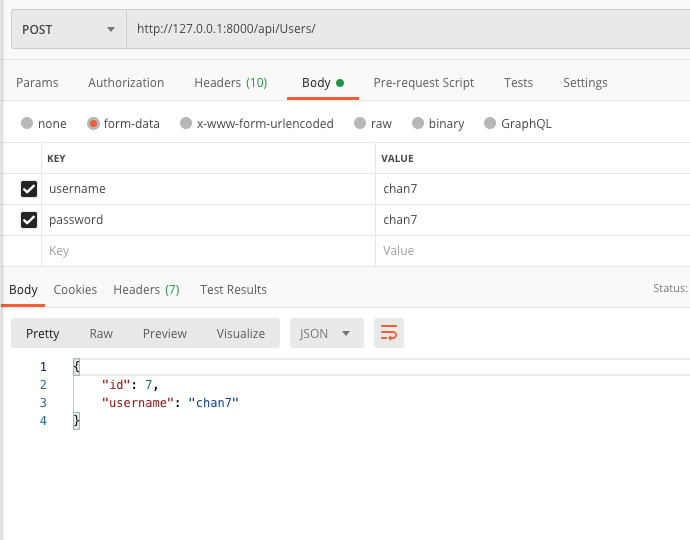 POST http://127.0.0.1:8000/api/Users/
Params Authorization Headers (10) Body Pre-request Script Tests Settings
none form-data x-www-form-urlencoded raw binary GraphQL
KEY VALUE
username chan7
password chan7
Key Value
Body Cookies Headers (7) Test Results Status:
Pretty Raw Preview Visualize JSON
1 {
2 "id": 7,
3 "username": "chan7"
4 }